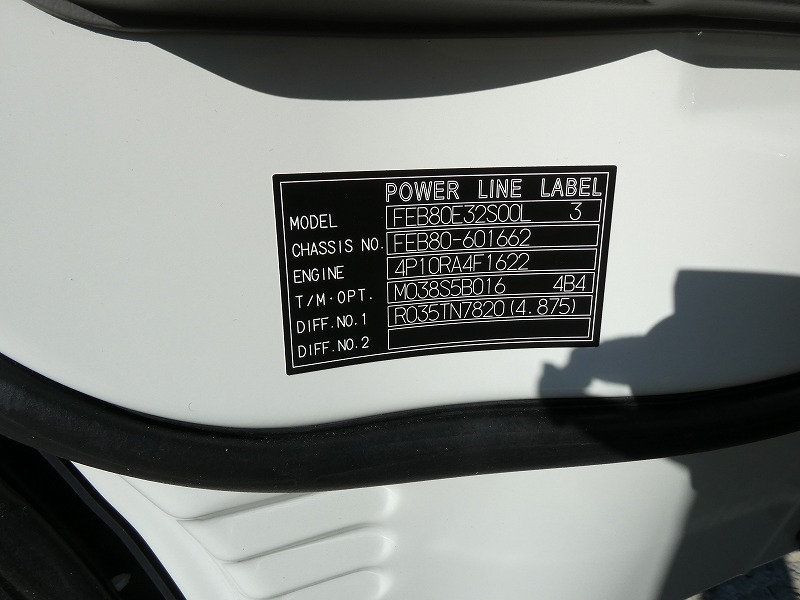 POWER LINE LABEL
MODEL FEB80E32S00L 3
CHASSIS NO. FEB80-601662
ENGINE 4P10RA4F1622
T/M·OPT. M038S5B016 4B4
DIFF.NO.1 R035TN7820(4.875)
DIFF.NO.2